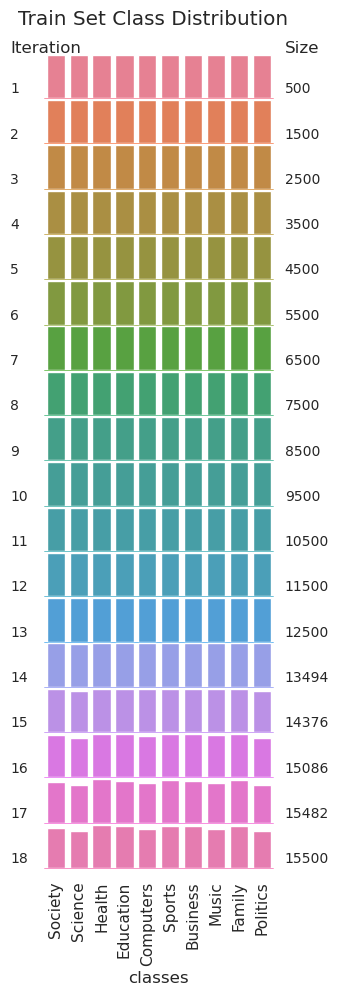 Train Set Class Distribution
Iteration Size
1 500
2 1500
3 2500
4 3500
5 4500
6 5500
7 6500
8 7500
9 8500
10 9500
11 10500
12 11500
13 12500
14 13494
15 14376
16 15086
17 15482
18 15500
Society
Science
Health
Education
Computers
Sports
Business
Music
Family
Politics
classes